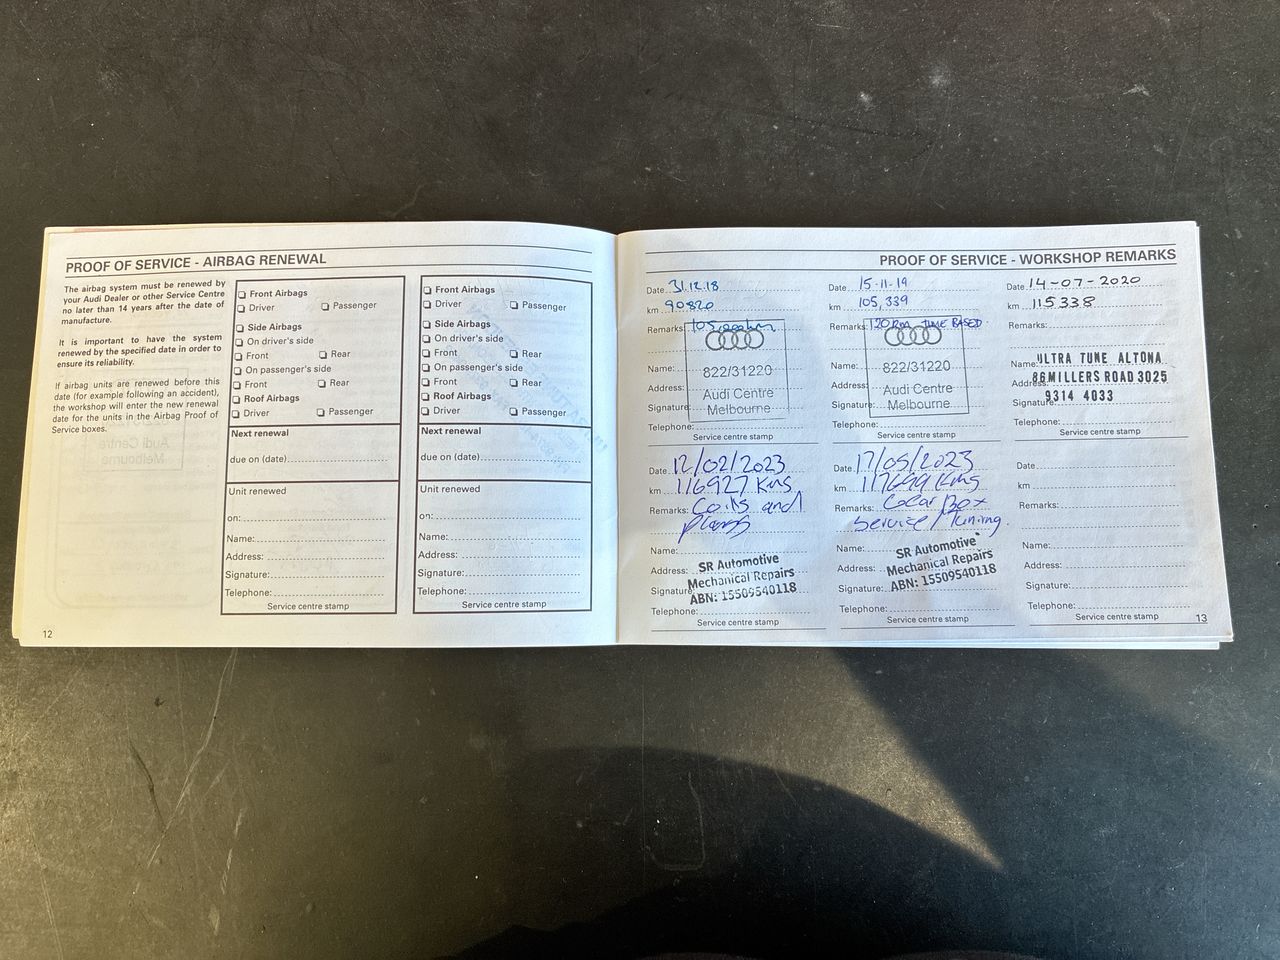 PROOF OF SERVICE - AIRBAG RENEWAL
The airbag system must be renewed by
your Audi Dealer or other Service Centre
no later than 14 years after the date of
manufacture.
It is important to have the system
renewed by the specified date in order to
ensure its reliability.
If airbag units are renewed before this
date (for example following an accident),
the workshop will enter the new renewal
date for the units in the Airbag Proof of
Service boxes.
Front Airbags
Driver Passenger
Side Airbags
On driver's side
Front Rear
On passenger's side
Front Rear
Roof Airbags
Driver Passenger
Next renewal
due on (date)
Unit renewed
on:
Name:
Address:
Signature:
Telephone:
Service centre stamp
Front Airbags
Driver Passenger
Side Airbags
On driver's side
Front Rear
On passenger's side
Front Rear
Roof Airbags
Driver Passenger
Next renewal
due on (date)
Unit renewed
on:
Name:
Address:
Signature:
Telephone:
Service centre stamp
12
PROOF OF SERVICE - WORKSHOP REMARKS
Date 31.12.18
km 90820
Remarks:
Name: 822/31220
Address: Audi Centre
Signature: Melbourne
Telephone:
Service centre stamp
Date 15-11-19
km 105,339
Remarks: TIME BASED
Name: 822/31220
Address: Audi Centre
Signature: Melbourne
Telephone:
Service centre stamp
Date 14-07-2020
km 115338
Remarks:
Name: ULTRA TUNE ALTONA
Address: 86 MILLERS ROAD 3025
Signature: 9314 4033
Telephone:
Service centre stamp
Date 12/02/2023
km 116927 Kms
Remarks: Coils and
plugs
Name: SR Automotive
Address: Mechanical Repairs
Signature: ABN: 15509540118
Telephone:
Service centre stamp
Date 17/05/2023
km 117699 Kms
Remarks: Gear Box
Service / Tuning.
Name: SR Automotive
Address: Mechanical Repairs
Signature: ABN: 15509540118
Telephone:
Service centre stamp
Date
km
Remarks:
Name:
Address:
Signature:
Telephone:
Service centre stamp
13